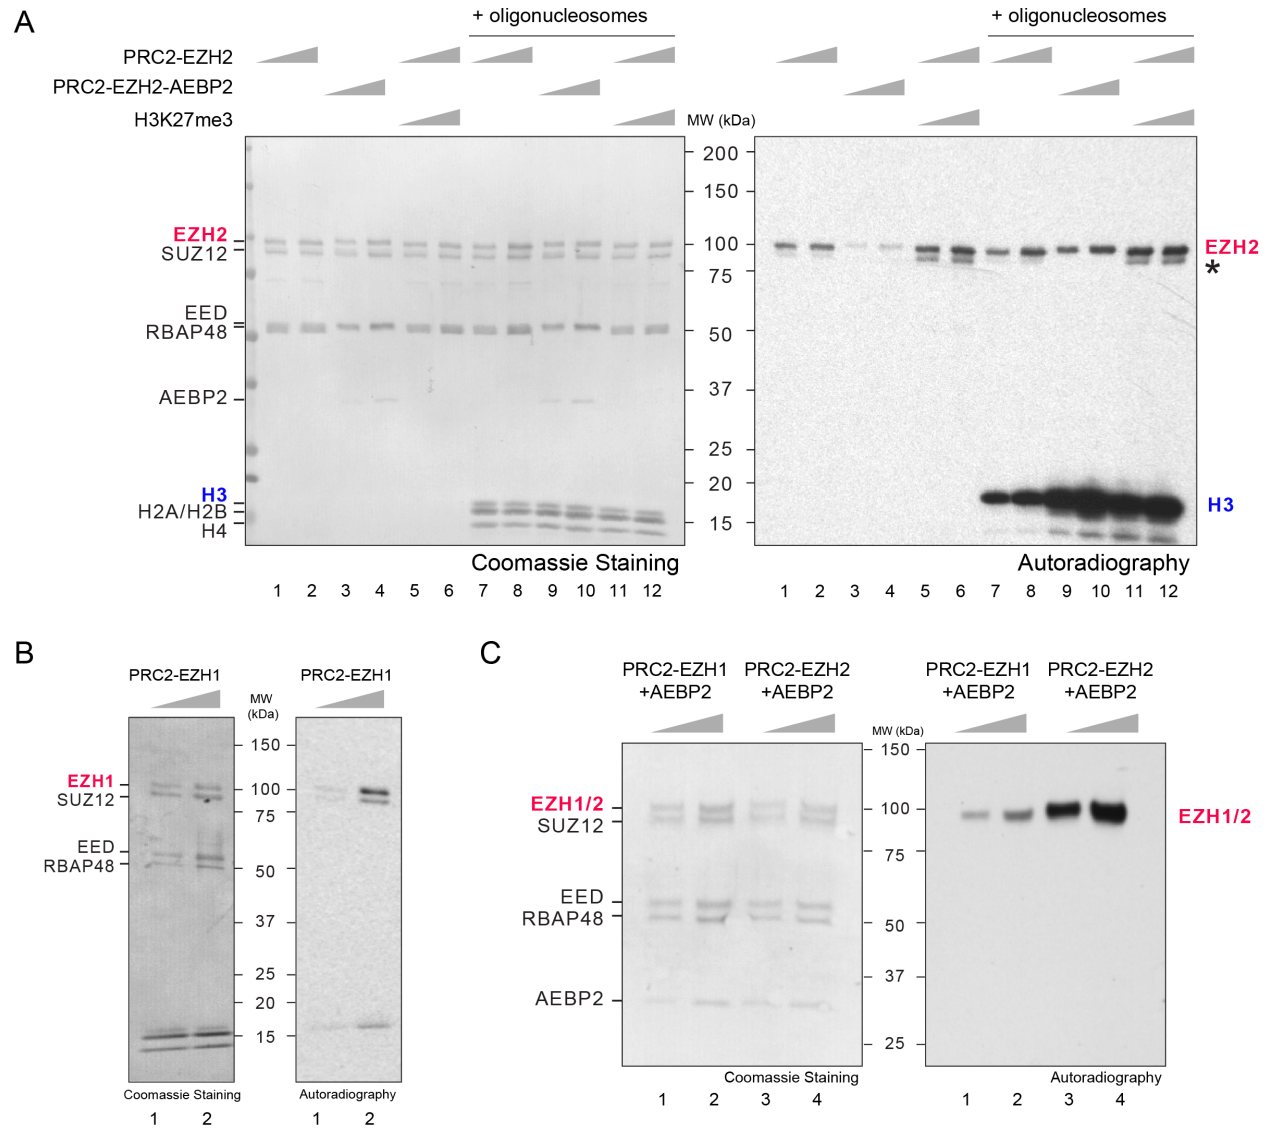 A
+ oligonucleosomes
+ oligonucleosomes
PRC2-EZH2
PRC2-EZH2-AEBP2
H3K27me3
MW (kDa)
EZH2
SUZ12
EED
RBAP48
AEBP2
H3
H2A/H2B
H4
200
150
100
75
50
37
25
20
15
EZH2
*
H3
Coomassie Staining
Autoradiography
1 2 3 4 5 6 7 8 9 10 11 12
1 2 3 4 5 6 7 8 9 10 11 12
B
PRC2-EZH1
PRC2-EZH1
MW
(kDa)
EZH1
SUZ12
EED
RBAP48
150
100
75
50
37
25
20
15
Coomassie Staining
Autoradiography
1 2
1 2
C
PRC2-EZH1
+AEBP2
PRC2-EZH2
+AEBP2
PRC2-EZH1
+AEBP2
PRC2-EZH2
+AEBP2
MW (kDa)
EZH1/2
SUZ12
EED
RBAP48
AEBP2
150
100
75
50
37
25
EZH1/2
Coomassie Staining
Autoradiography
1 2 3 4
1 2 3 4